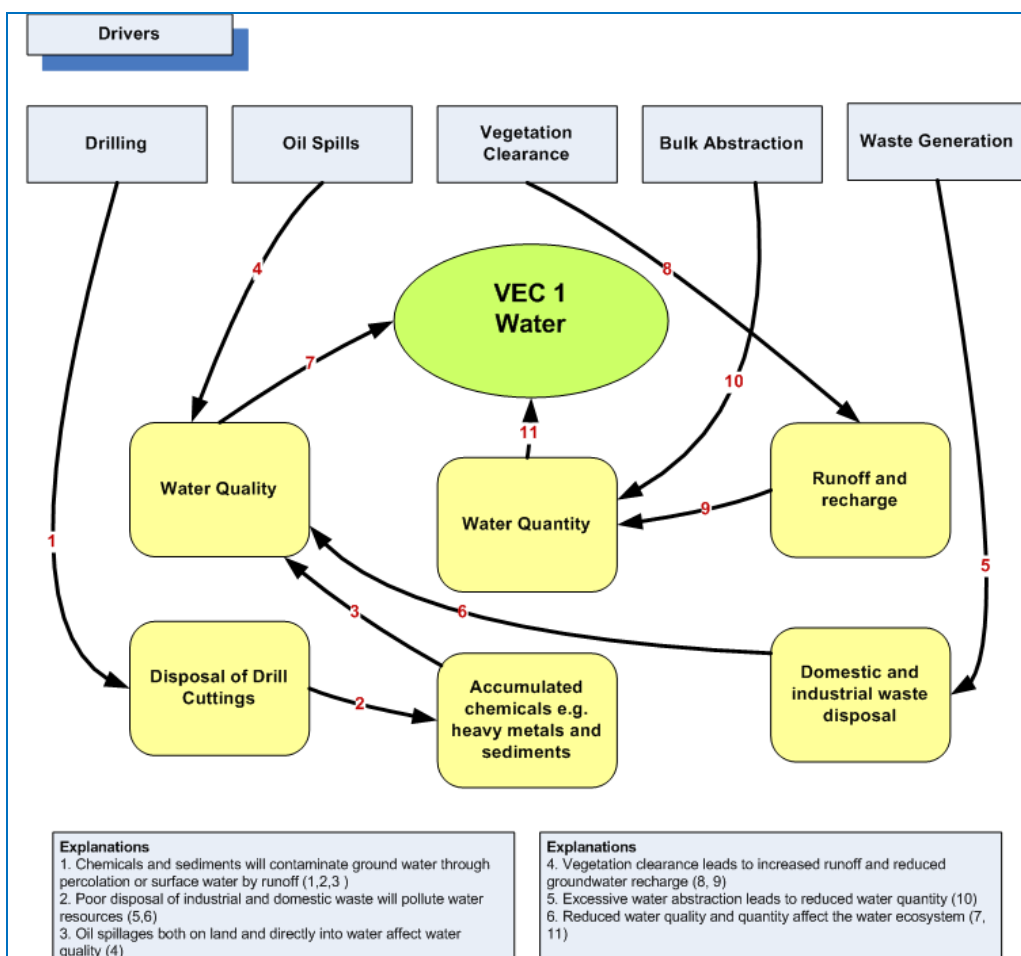 Drivers
Drilling
Oil Spills
Vegetation
Clearance
Bulk Abstraction
Waste Generation
VEC 1
Water
4
8
7
10
11
Water Quality
Water Quantity
Runoff and
recharge
9
1
5
3
6
Disposal of Drill
Cuttings
2
Accumulated
chemicals e.g.
heavy metals and
sediments
Domestic and
industrial waste
disposal
Explanations
1. Chemicals and sediments will contaminate ground water through
percolation or surface water by runoff (1,2,3 )
2. Poor disposal of industrial and domestic waste will pollute water
resources (5,6)
3. Oil spillages both on land and directly into water affect water
quality (4)
Explanations
4. Vegetation clearance leads to increased runoff and reduced
groundwater recharge (8, 9)
5. Excessive water abstraction leads to reduced water quantity (10)
6. Reduced water quality and quantity affect the water ecosystem (7,
11)